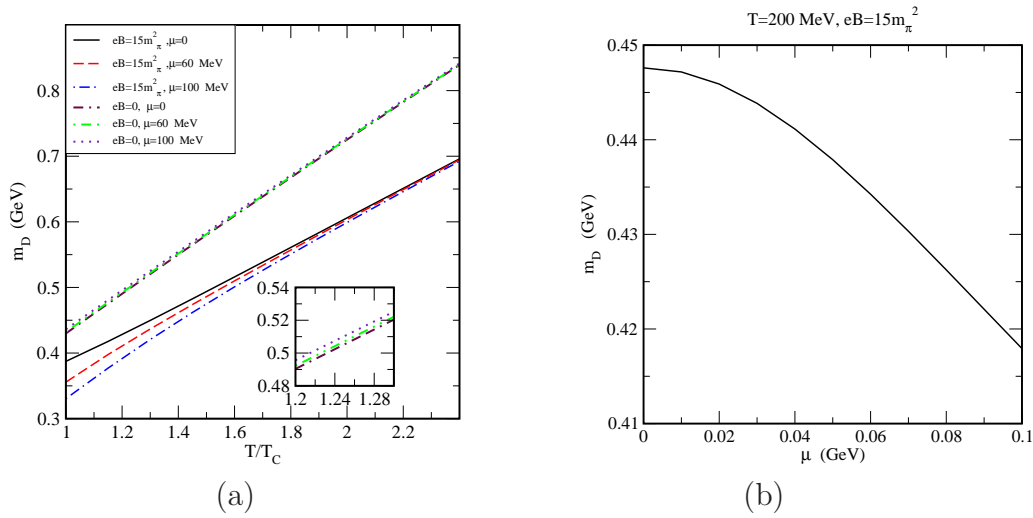 eB=15m²π ,μ=0
eB=15m²π,μ=60 MeV
eB=15m²π,μ=100 MeV
eB=0, μ=0
eB=0, μ=60 MeV
eB=0, μ=100 MeV
0.8
0.7
0.6
0.5
0.4
0.3
m_D (GeV)
1
1.2
1.4
1.6
1.8
2
2.2
T/T_C
0.54
0.52
0.5
0.48
1.2
1.24
1.28
(a)
T=200 MeV, eB=15m_π²
0.45
0.44
0.43
0.42
0.41
m_D (GeV)
0
0.02
0.04
0.06
0.08
0.1
μ (GeV)
(b)